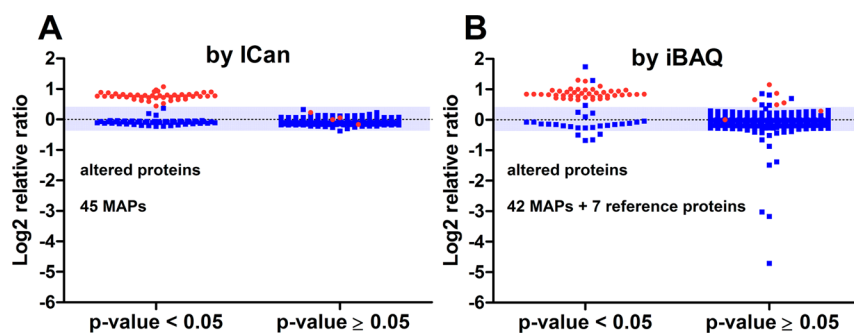 A
by ICan
Log2 relative ratio
2
1
0
-1
-2
-3
-4
-5
-6
altered proteins
45 MAPs
p-value < 0.05
p-value ≥ 0.05
B
by iBAQ
Log2 relative ratio
2
1
0
-1
-2
-3
-4
-5
-6
altered proteins
42 MAPs + 7 reference proteins
p-value < 0.05
p-value ≥ 0.05